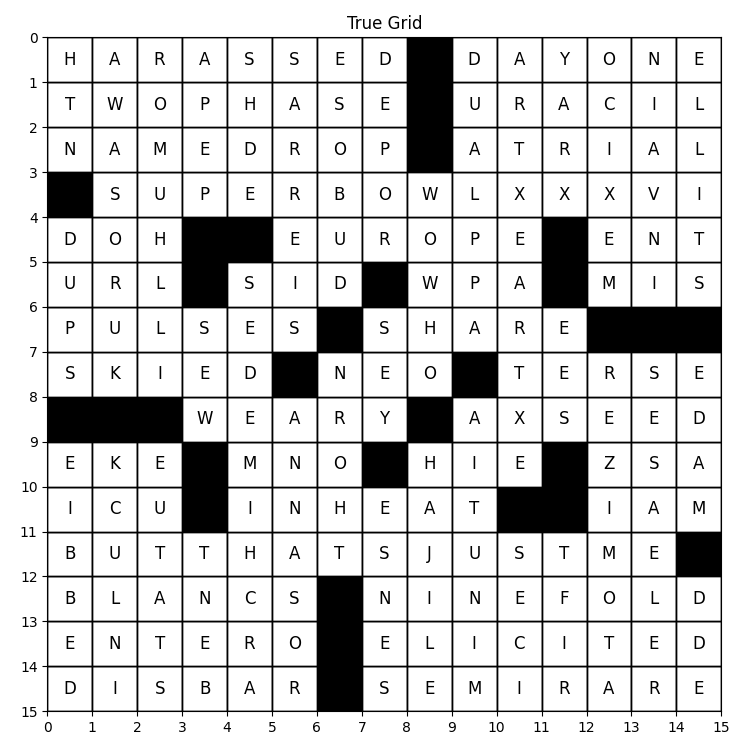 True Grid
0 H A R A S S E D D A Y O N E
1 T W O P H A S E U R A C I L
2 N A M E D R O P A T R I A L
3 S U P E R B O W L X X X V I
4 D O H E U R O P E E N T
5 U R L S I D W P A M I S
6 P U L S E S S H A R E
7 S K I E D N E O T E R S E
8 W E A R Y A X S E E D
9 E K E M N O H I E Z S A
10 I C U I N H E A T I A M
11 B U T T H A T S J U S T M E
12 B L A N C S N I N E F O L D
13 E N T E R O E L I C I T E D
14 D I S B A R S E M I R A R E
15
0 1 2 3 4 5 6 7 8 9 10 11 12 13 14 15